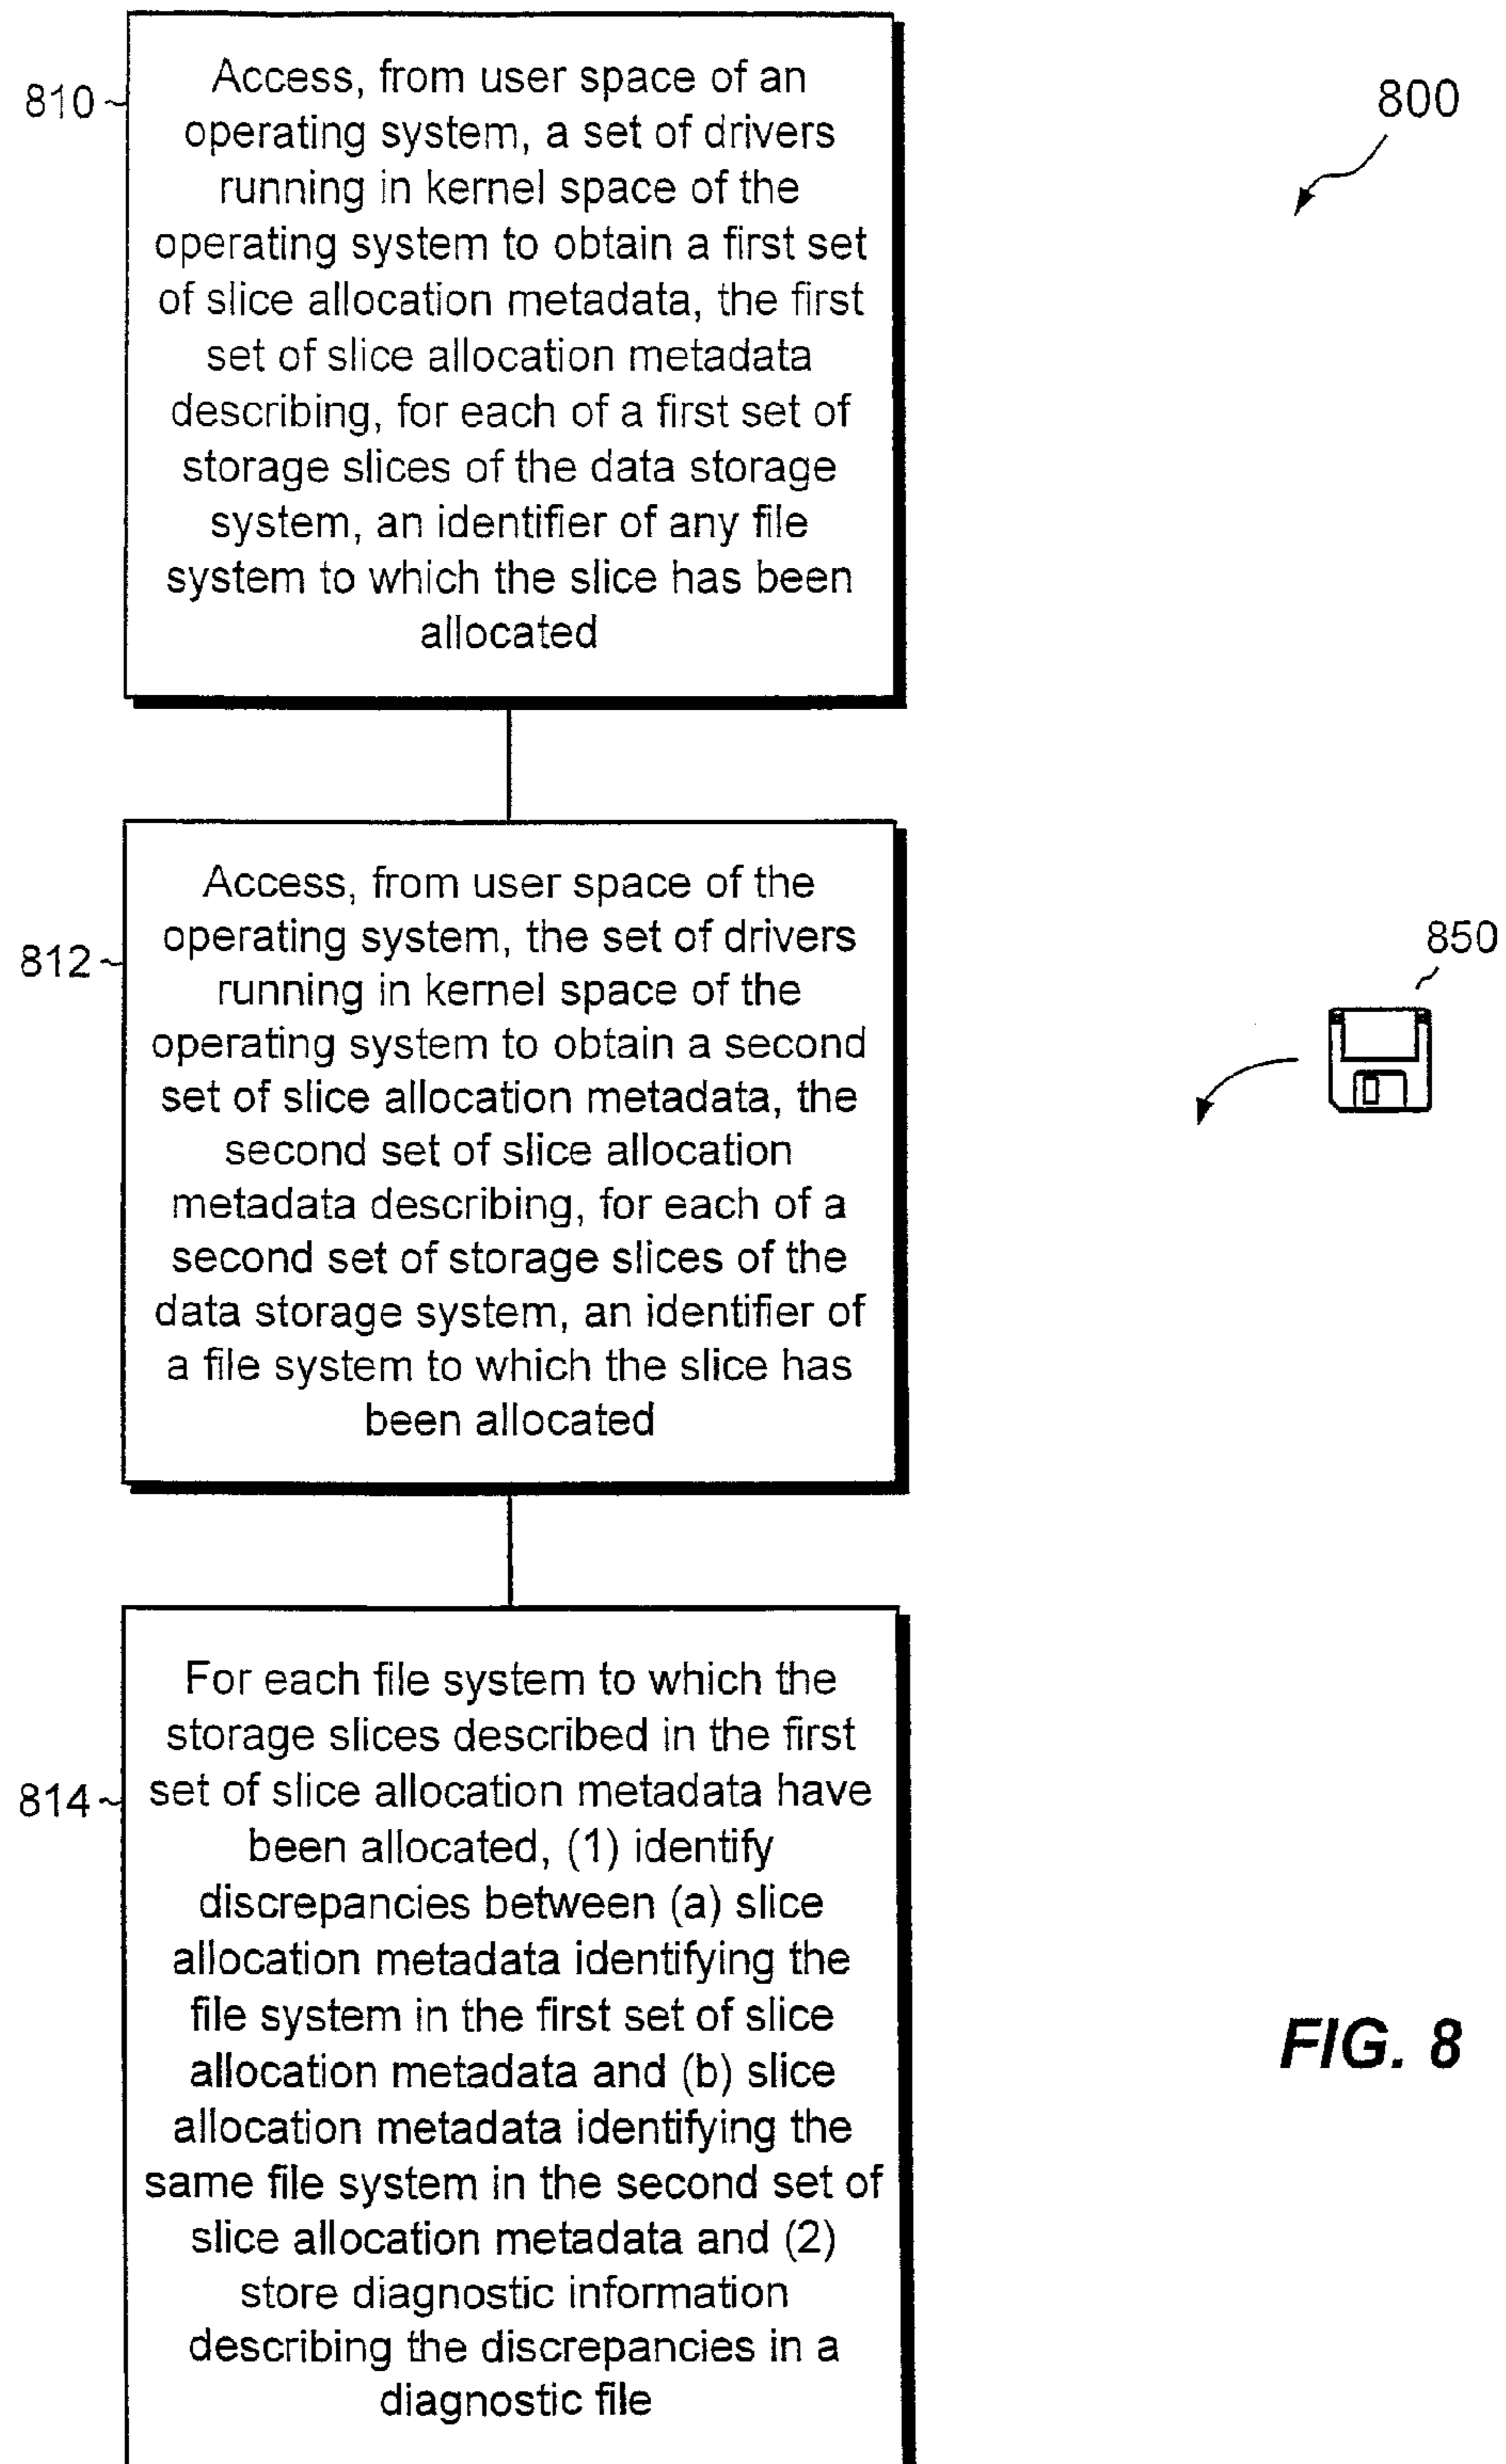 800
810
Access, from user space of an
operating system, a set of drivers
running in kernel space of the
operating system to obtain a first set
of slice allocation metadata, the first
set of slice allocation metadata
describing, for each of a first set of
storage slices of the data storage
system, an identifier of any file
system to which the slice has been
allocated
812
Access, from user space of the
operating system, the set of drivers
running in kernel space of the
operating system to obtain a second
set of slice allocation metadata, the
second set of slice allocation
metadata describing, for each of a
second set of storage slices of the
data storage system, an identifier of
a file system to which the slice has
been allocated
850
814
For each file system to which the
storage slices described in the first
set of slice allocation metadata have
been allocated, (1) identify
discrepancies between (a) slice
allocation metadata identifying the
file system in the first set of slice
allocation metadata and (b) slice
allocation metadata identifying the
same file system in the second set of
slice allocation metadata and (2)
store diagnostic information
describing the discrepancies in a
diagnostic file
FIG. 8